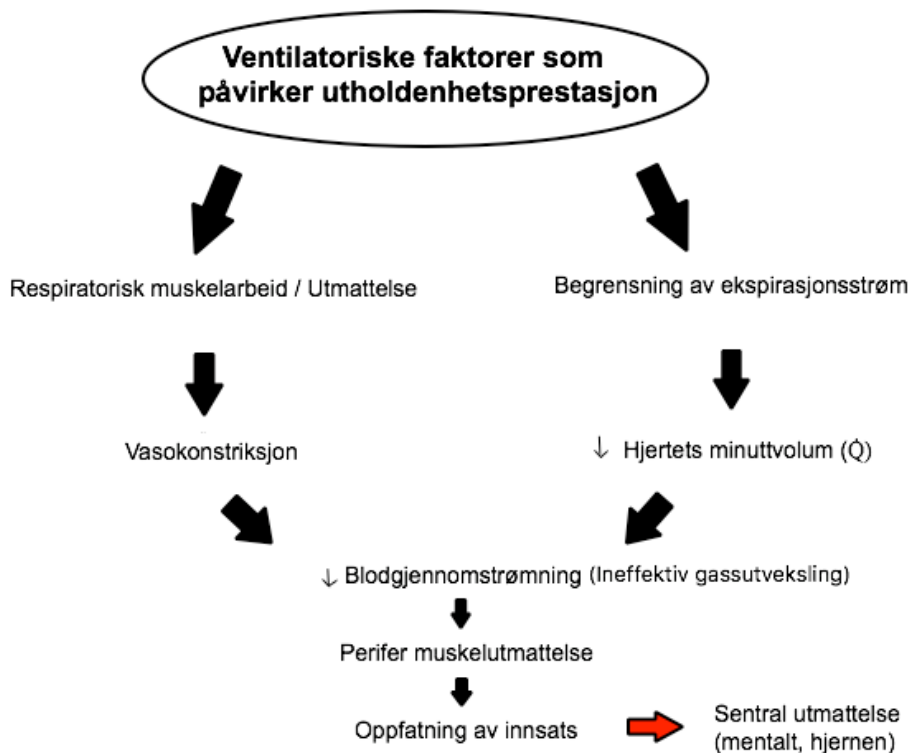 Ventilatoriske faktorer som
påvirker utholdenhetsprestasjon
Respiratorisk muskelarbeid / Utmattelse
Begrensning av ekspirasjonsstrøm
Vasokonstriksjon
↓ Hjertets minuttvolum (Q̇)
↓ Blodgjennomstrømning (Ineffektiv gassutveksling)
Perifer muskelutmattelse
Oppfatning av innsats
Sentral utmattelse
(mentalt, hjernen)